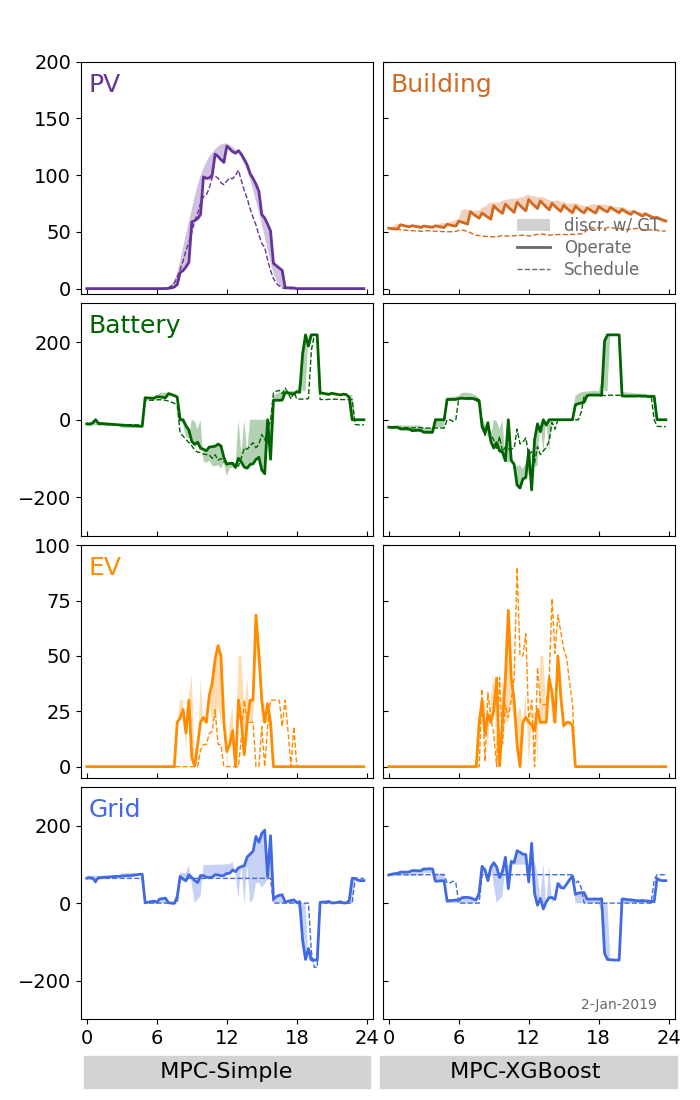 PV
Building
200
150
100
50
0
discr. w/ GT
Operate
Schedule
Battery
200
0
−200
EV
100
75
50
25
0
Grid
200
0
−200
2-Jan-2019
0 6 12 18 24 0 6 12 18 24
MPC-Simple MPC-XGBoost